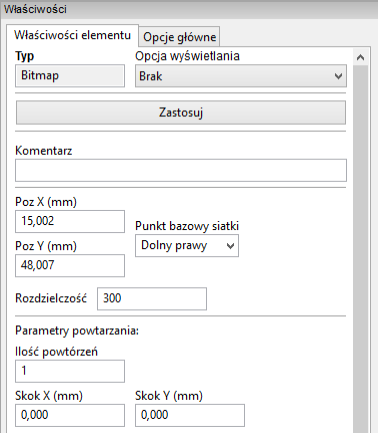 Właściwości
Właściwości elementu
Opcje główne
Typ
Opcja wyświetlania
Bitmap
Brak
Zastosuj
Komentarz
Poz X (mm)
15,002
Punkt bazowy siatki
Poz Y (mm)
Dolny prawy
48,007
Rozdzielczość
300
Parametry powtarzania:
Ilość powtórzeń
1
Skok X (mm)
Skok Y (mm)
0,000
0,000